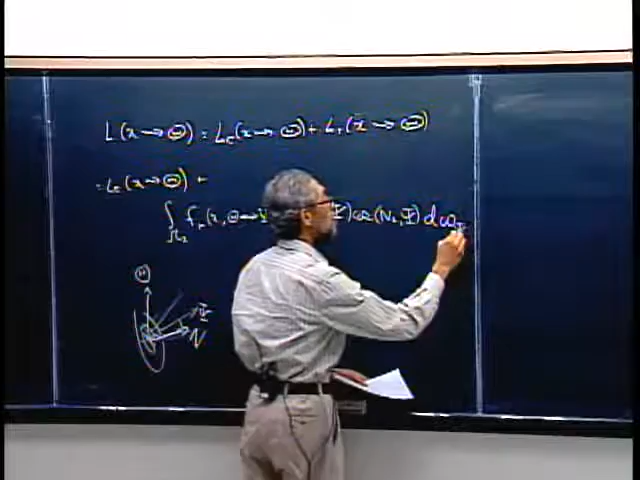 L(x → Θ) = Le(x → Θ) + Lr(x → Θ)
= Le(x → Θ) +
∫Ωx fr(x, Θ ↔ Ψ) cos(Nx, Ψ) dωΨ
Θ
Ψ
N